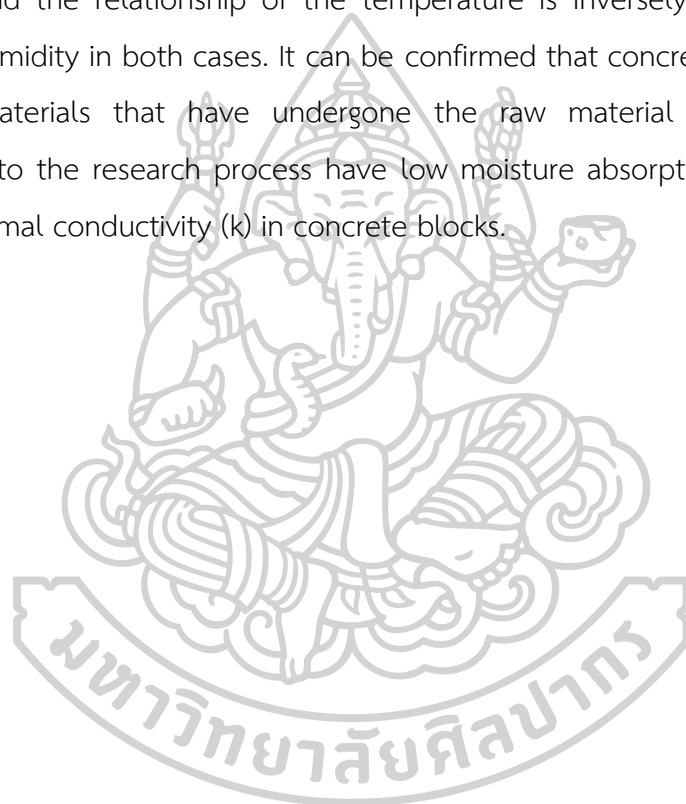 nd the relationship of the temperature is inversely
midity in both cases. It can be confirmed that concre
aterials that have undergone the raw material
to the research process have low moisture absorpt
mal conductivity (k) in concrete blocks.
มหาวิทยาลัยศิลปากร